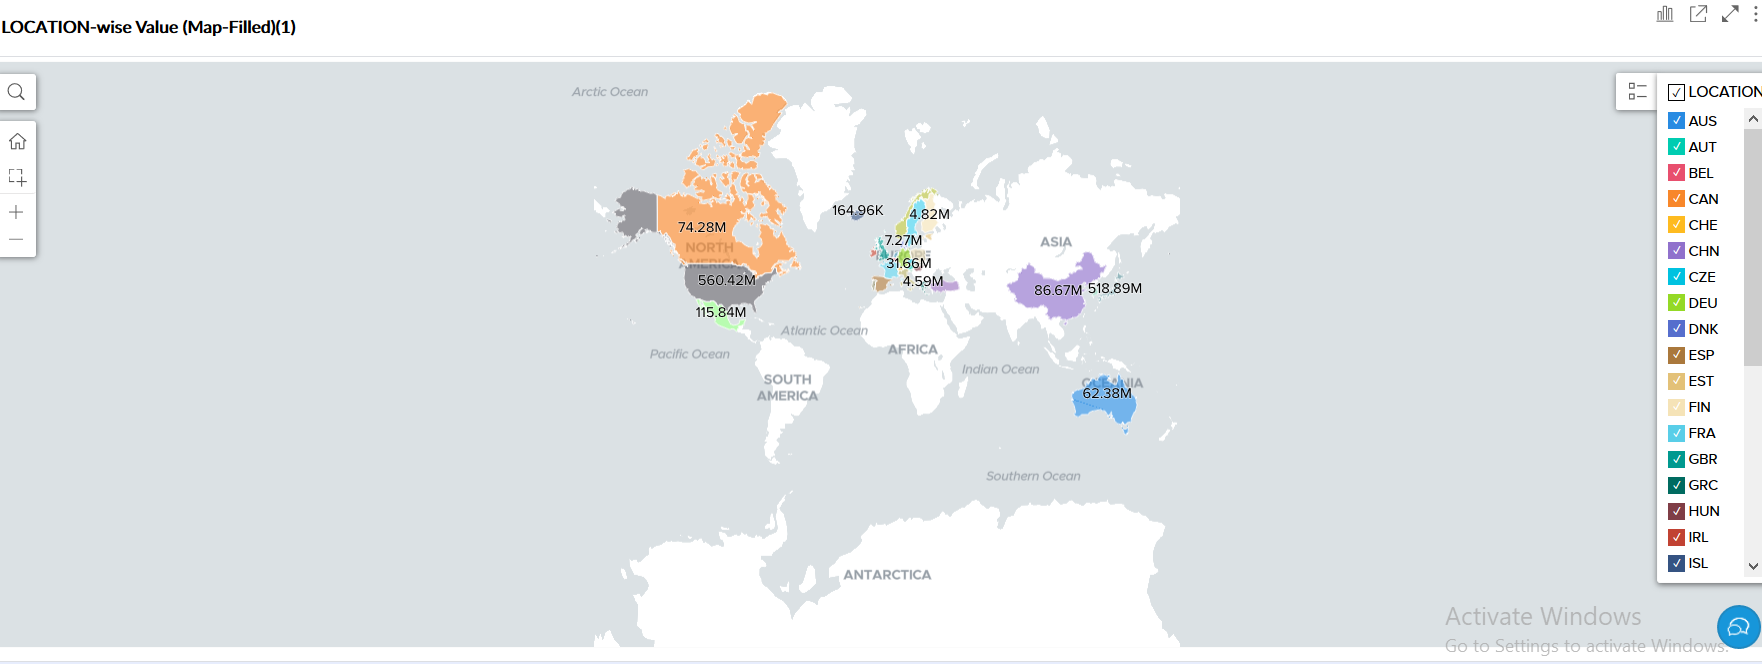 LOCATION-wise Value (Map-Filled)(1)
Arctic Ocean
LOCATION
AUS
AUT
BEL
CAN
CHE
CHN
CZE
DEU
DNK
ESP
EST
FIN
FRA
GBR
GRC
HUN
IRL
ISL
164.96K
4.82M
74.28M
7.27M
NORTH
AMERICA
ASIA
31.66M
560.42M
4.59M
86.67M
518.89M
115.84M
Atlantic Ocean
Pacific Ocean
AFRICA
Indian Ocean
SOUTH
AMERICA
OCEANIA
62.38M
Southern Ocean
ANTARCTICA
Activate Windows
Go to Settings to activate Windows.